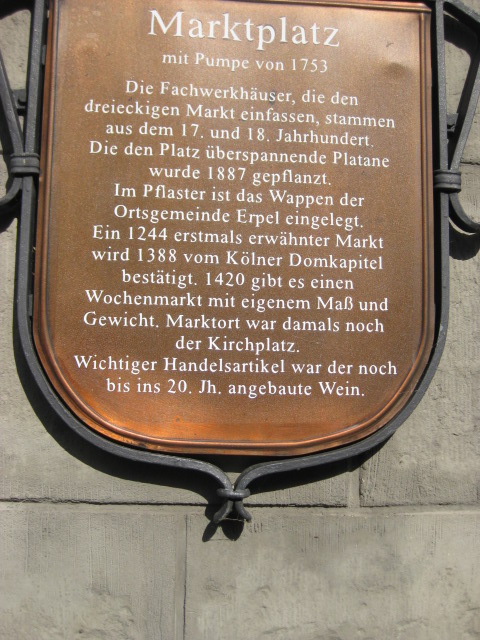 Marktplatz
mit Pumpe von 1753
Die Fachwerkhäuser, die den
dreieckigen Markt einfassen, stammen
aus dem 17. und 18. Jahrhundert.
Die den Platz überspannende Platane
wurde 1887 gepflanzt.
Im Pflaster ist das Wappen der
Ortsgemeinde Erpel eingelegt.
Ein 1244 erstmals erwähnter Markt
wird 1388 vom Kölner Domkapitel
bestätigt. 1420 gibt es einen
Wochenmarkt mit eigenem Maß und
Gewicht. Marktort war damals noch
der Kirchplatz.
Wichtiger Handelsartikel war der noch
bis ins 20. Jh. angebaute Wein.